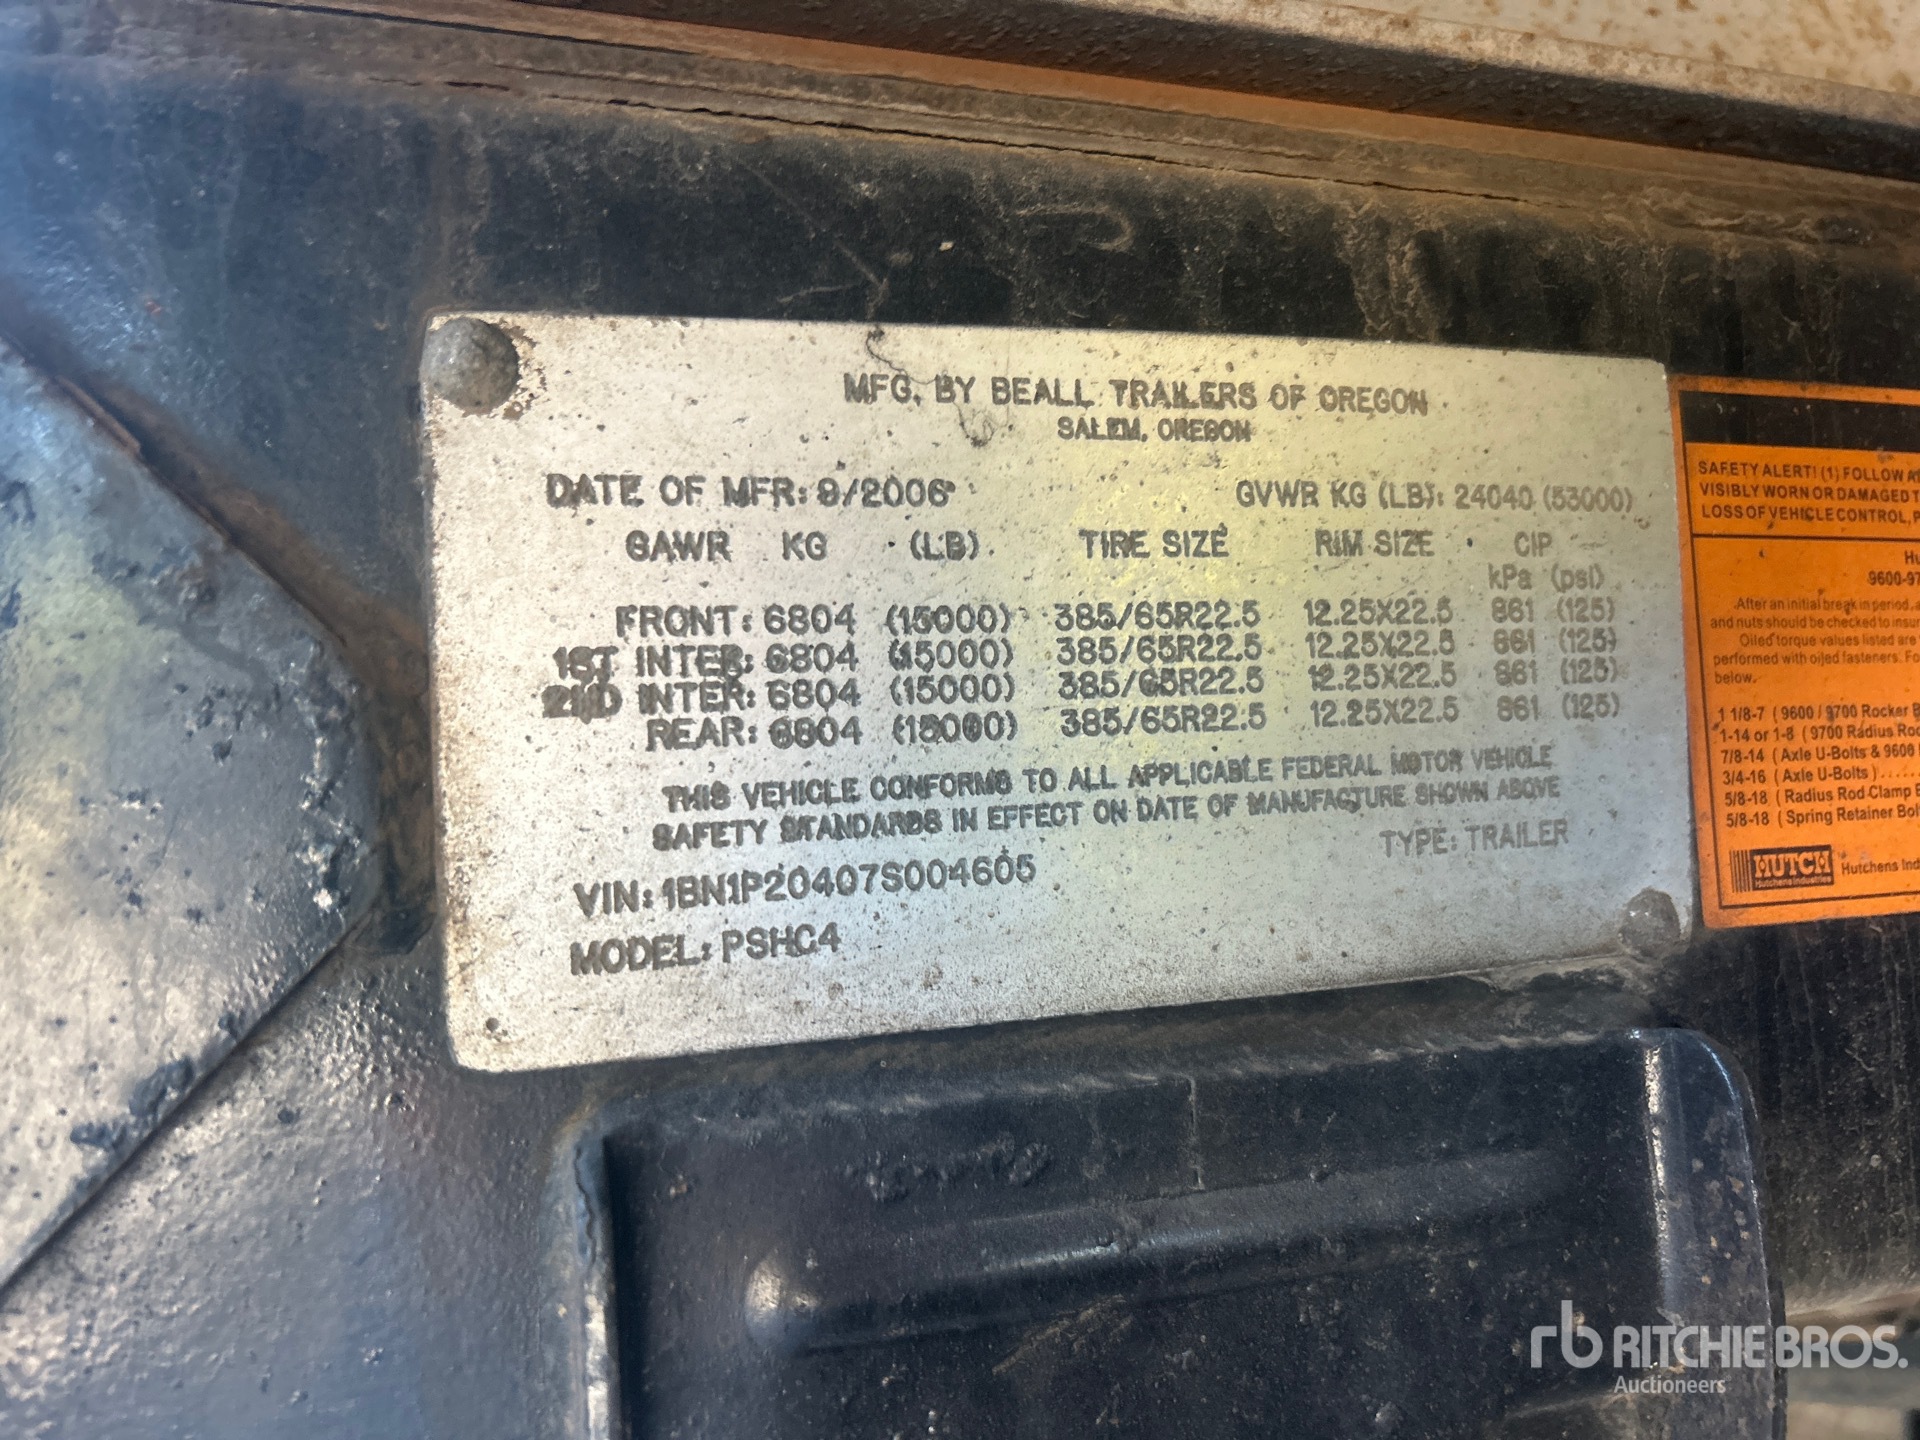 MFG. BY BEALL TRAILERS OF OREGON
SALEM, OREGON
DATE OF MFR: 9/2006 GVWR KG (LB): 24040 (53000)
GAWR KG (LB) TIRE SIZE RIM SIZE CIP
kPa (psi)
FRONT: 6804 (15000) 385/65R22.5 12.25X22.5 861 (125)
1ST INTER: 6804 (15000) 385/65R22.5 12.25X22.5 861 (125)
2ND INTER: 6804 (15000) 385/65R22.5 12.25X22.5 861 (125)
REAR: 6804 (15000) 385/65R22.5 12.25X22.5 861 (125)
THIS VEHICLE CONFORMS TO ALL APPLICABLE FEDERAL MOTOR VEHICLE
SAFETY STANDARDS IN EFFECT ON DATE OF MANUFACTURE SHOWN ABOVE
TYPE: TRAILER
VIN: 1BN1P20407S004605
MODEL: PSHC4
SAFETY ALERT! (1) FOLLOW
VISIBLY WORN OR DAMAGED
LOSS OF VEHICLE CONTROL,
9600-97
After an initial break in period,
and nuts should be checked to
Oiled torque values listed are
performed with oiled fasteners.
below.
1 1/8-7 ( 9600 / 9700 Rocker
1-14 or 1-8 ( 9700 Radius
7/8-14 ( Axle U-Bolts & 9600
3/4-16 ( Axle U-Bolts )......
5/8-18 ( Radius Rod Clamp
5/8-18 ( Spring Retainer
HUTCH Hutchens
Hutchens Industries
rb RITCHIE BROS.
Auctioneers